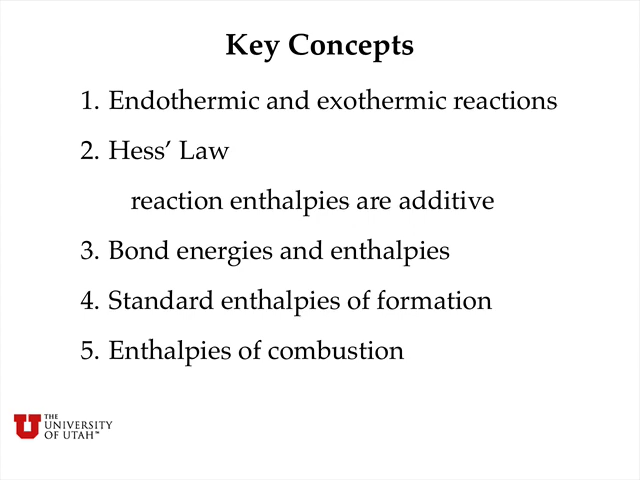 Key Concepts
1. Endothermic and exothermic reactions
2. Hess’ Law
reaction enthalpies are additive
3. Bond energies and enthalpies
4. Standard enthalpies of formation
5. Enthalpies of combustion
THE
UNIVERSITY
OF UTAH™